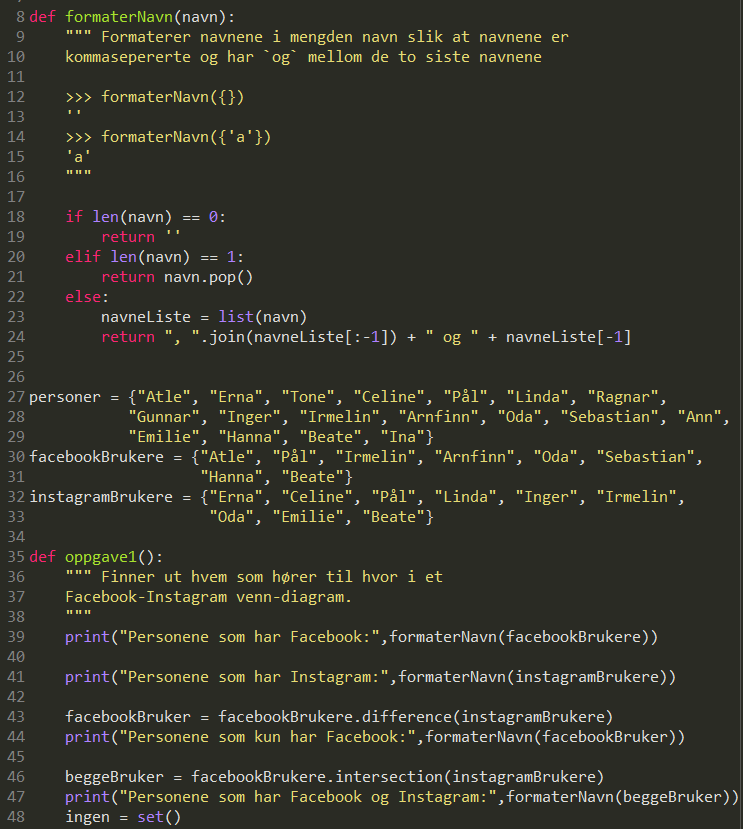 8 def formaterNavn(navn):
9     """ Formaterer navnene i mengden navn slik at navnene er
10     kommasepererte og har `og` mellom de to siste navnene
11
12     >>> formaterNavn({})
13     ''
14     >>> formaterNavn({'a'})
15     'a'
16     """
17
18     if len(navn) == 0:
19         return ''
20     elif len(navn) == 1:
21         return navn.pop()
22     else:
23         navneListe = list(navn)
24         return ", ".join(navneListe[:-1]) + " og " + navneListe[-1]
25
26
27 personer = {"Atle", "Erna", "Tone", "Celine", "Pål", "Linda", "Ragnar",
28            "Gunnar", "Inger", "Irmelin", "Arnfinn", "Oda", "Sebastian", "Ann",
29            "Emilie", "Hanna", "Beate", "Ina"}
30 facebookBrukere = {"Atle", "Pål", "Irmelin", "Arnfinn", "Oda", "Sebastian",
31                    "Hanna", "Beate"}
32 instagramBrukere = {"Erna", "Celine", "Pål", "Linda", "Inger", "Irmelin",
33                     "Oda", "Emilie", "Beate"}
34
35 def oppgave1():
36     """ Finner ut hvem som hører til hvor i et
37     Facebook-Instagram venn-diagram.
38     """
39     print("Personene som har Facebook:",formaterNavn(facebookBrukere))
40
41     print("Personene som har Instagram:",formaterNavn(instagramBrukere))
42
43     facebookBruker = facebookBrukere.difference(instagramBrukere)
44     print("Personene som kun har Facebook:",formaterNavn(facebookBruker))
45
46     beggeBruker = facebookBrukere.intersection(instagramBrukere)
47     print("Personene som har Facebook og Instagram:",formaterNavn(beggeBruker))
48     ingen = set()